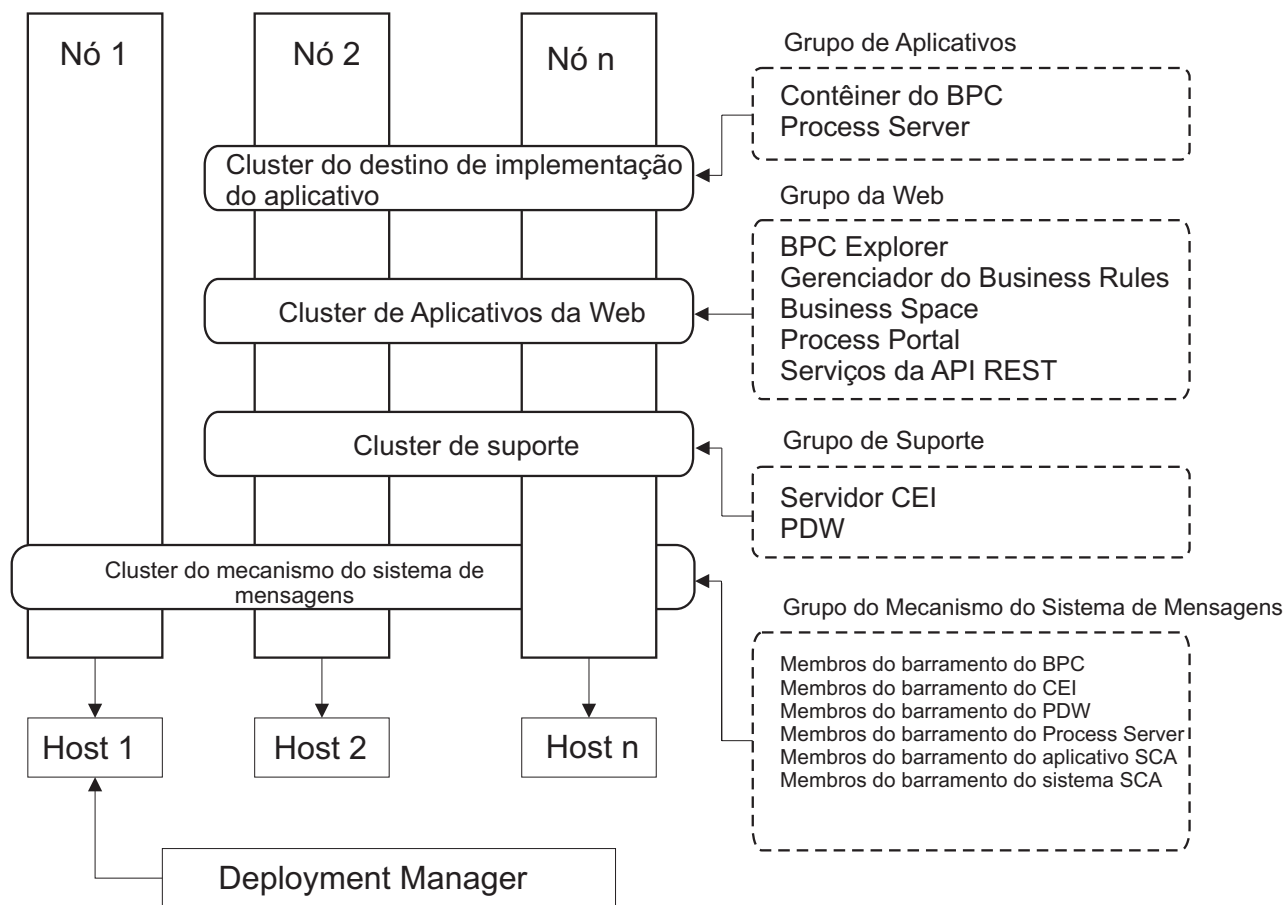 Nó 1
Nó 2
Nó n
Grupo de Aplicativos
Contêiner do BPC
Process Server
Cluster do destino de implementação
do aplicativo
Grupo da Web
BPC Explorer
Gerenciador do Business Rules
Business Space
Process Portal
Serviços da API REST
Cluster de Aplicativos da Web
Cluster de suporte
Grupo de Suporte
Servidor CEI
PDW
Cluster do mecanismo do sistema de
mensagens
Grupo do Mecanismo do Sistema de Mensagens
Membros do barramento do BPC
Membros do barramento do CEI
Membros do barramento do PDW
Membros do barramento do Process Server
Membros do barramento do aplicativo SCA
Membros do barramento do sistema SCA
Host 1
Host 2
Host n
Deployment Manager